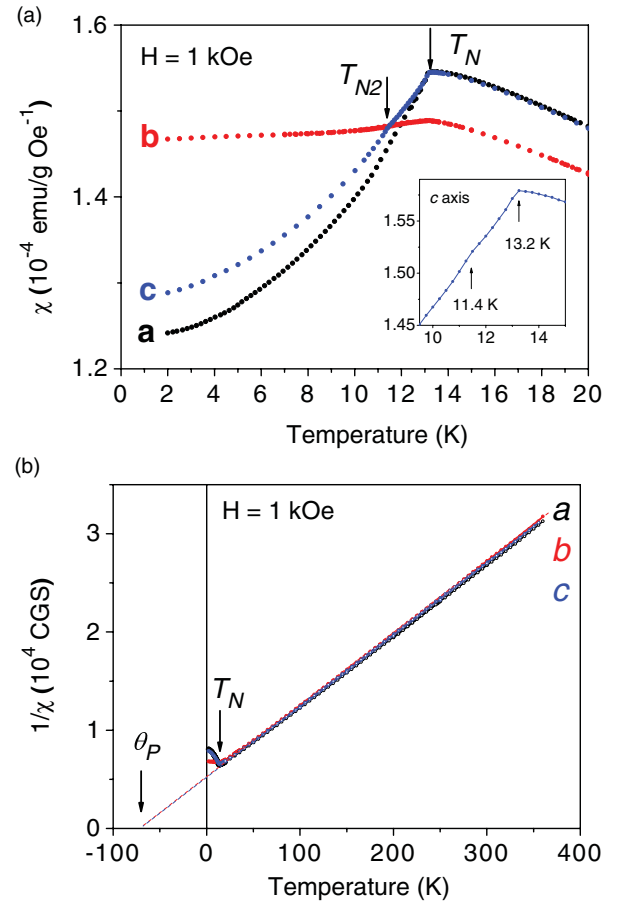 (a)
1.6
1.4
1.2
χ (10⁻⁴ emu/g Oe⁻¹)
H = 1 kOe
T_N2
T_N
b
c
a
c axis
1.55
1.50
1.45
13.2 K
11.4 K
10 12 14
0 2 4 6 8 10 12 14 16 18 20
Temperature (K)
(b)
3
2
1
0
1/χ (10⁴ CGS)
H = 1 kOe
a
b
c
T_N
θ_P
-100 0 100 200 300 400
Temperature (K)